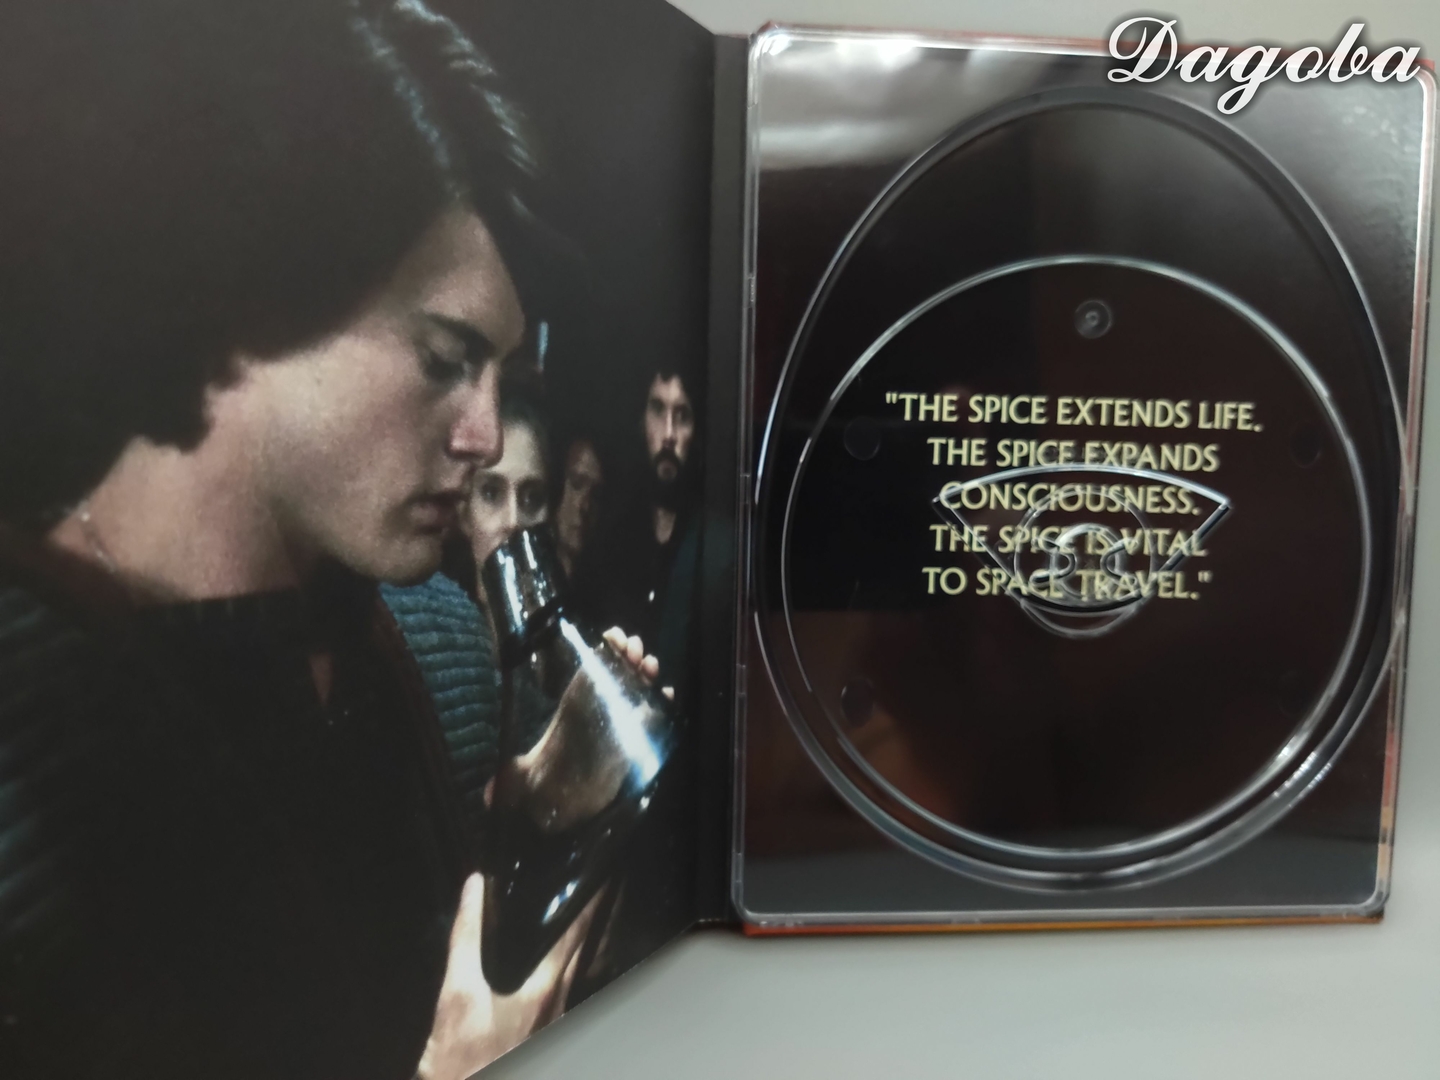 Dagoba
"THE SPICE EXTENDS LIFE.
THE SPICE EXPANDS
CONSCIOUSNESS.
THE SPICE IS VITAL
TO SPACE TRAVEL."